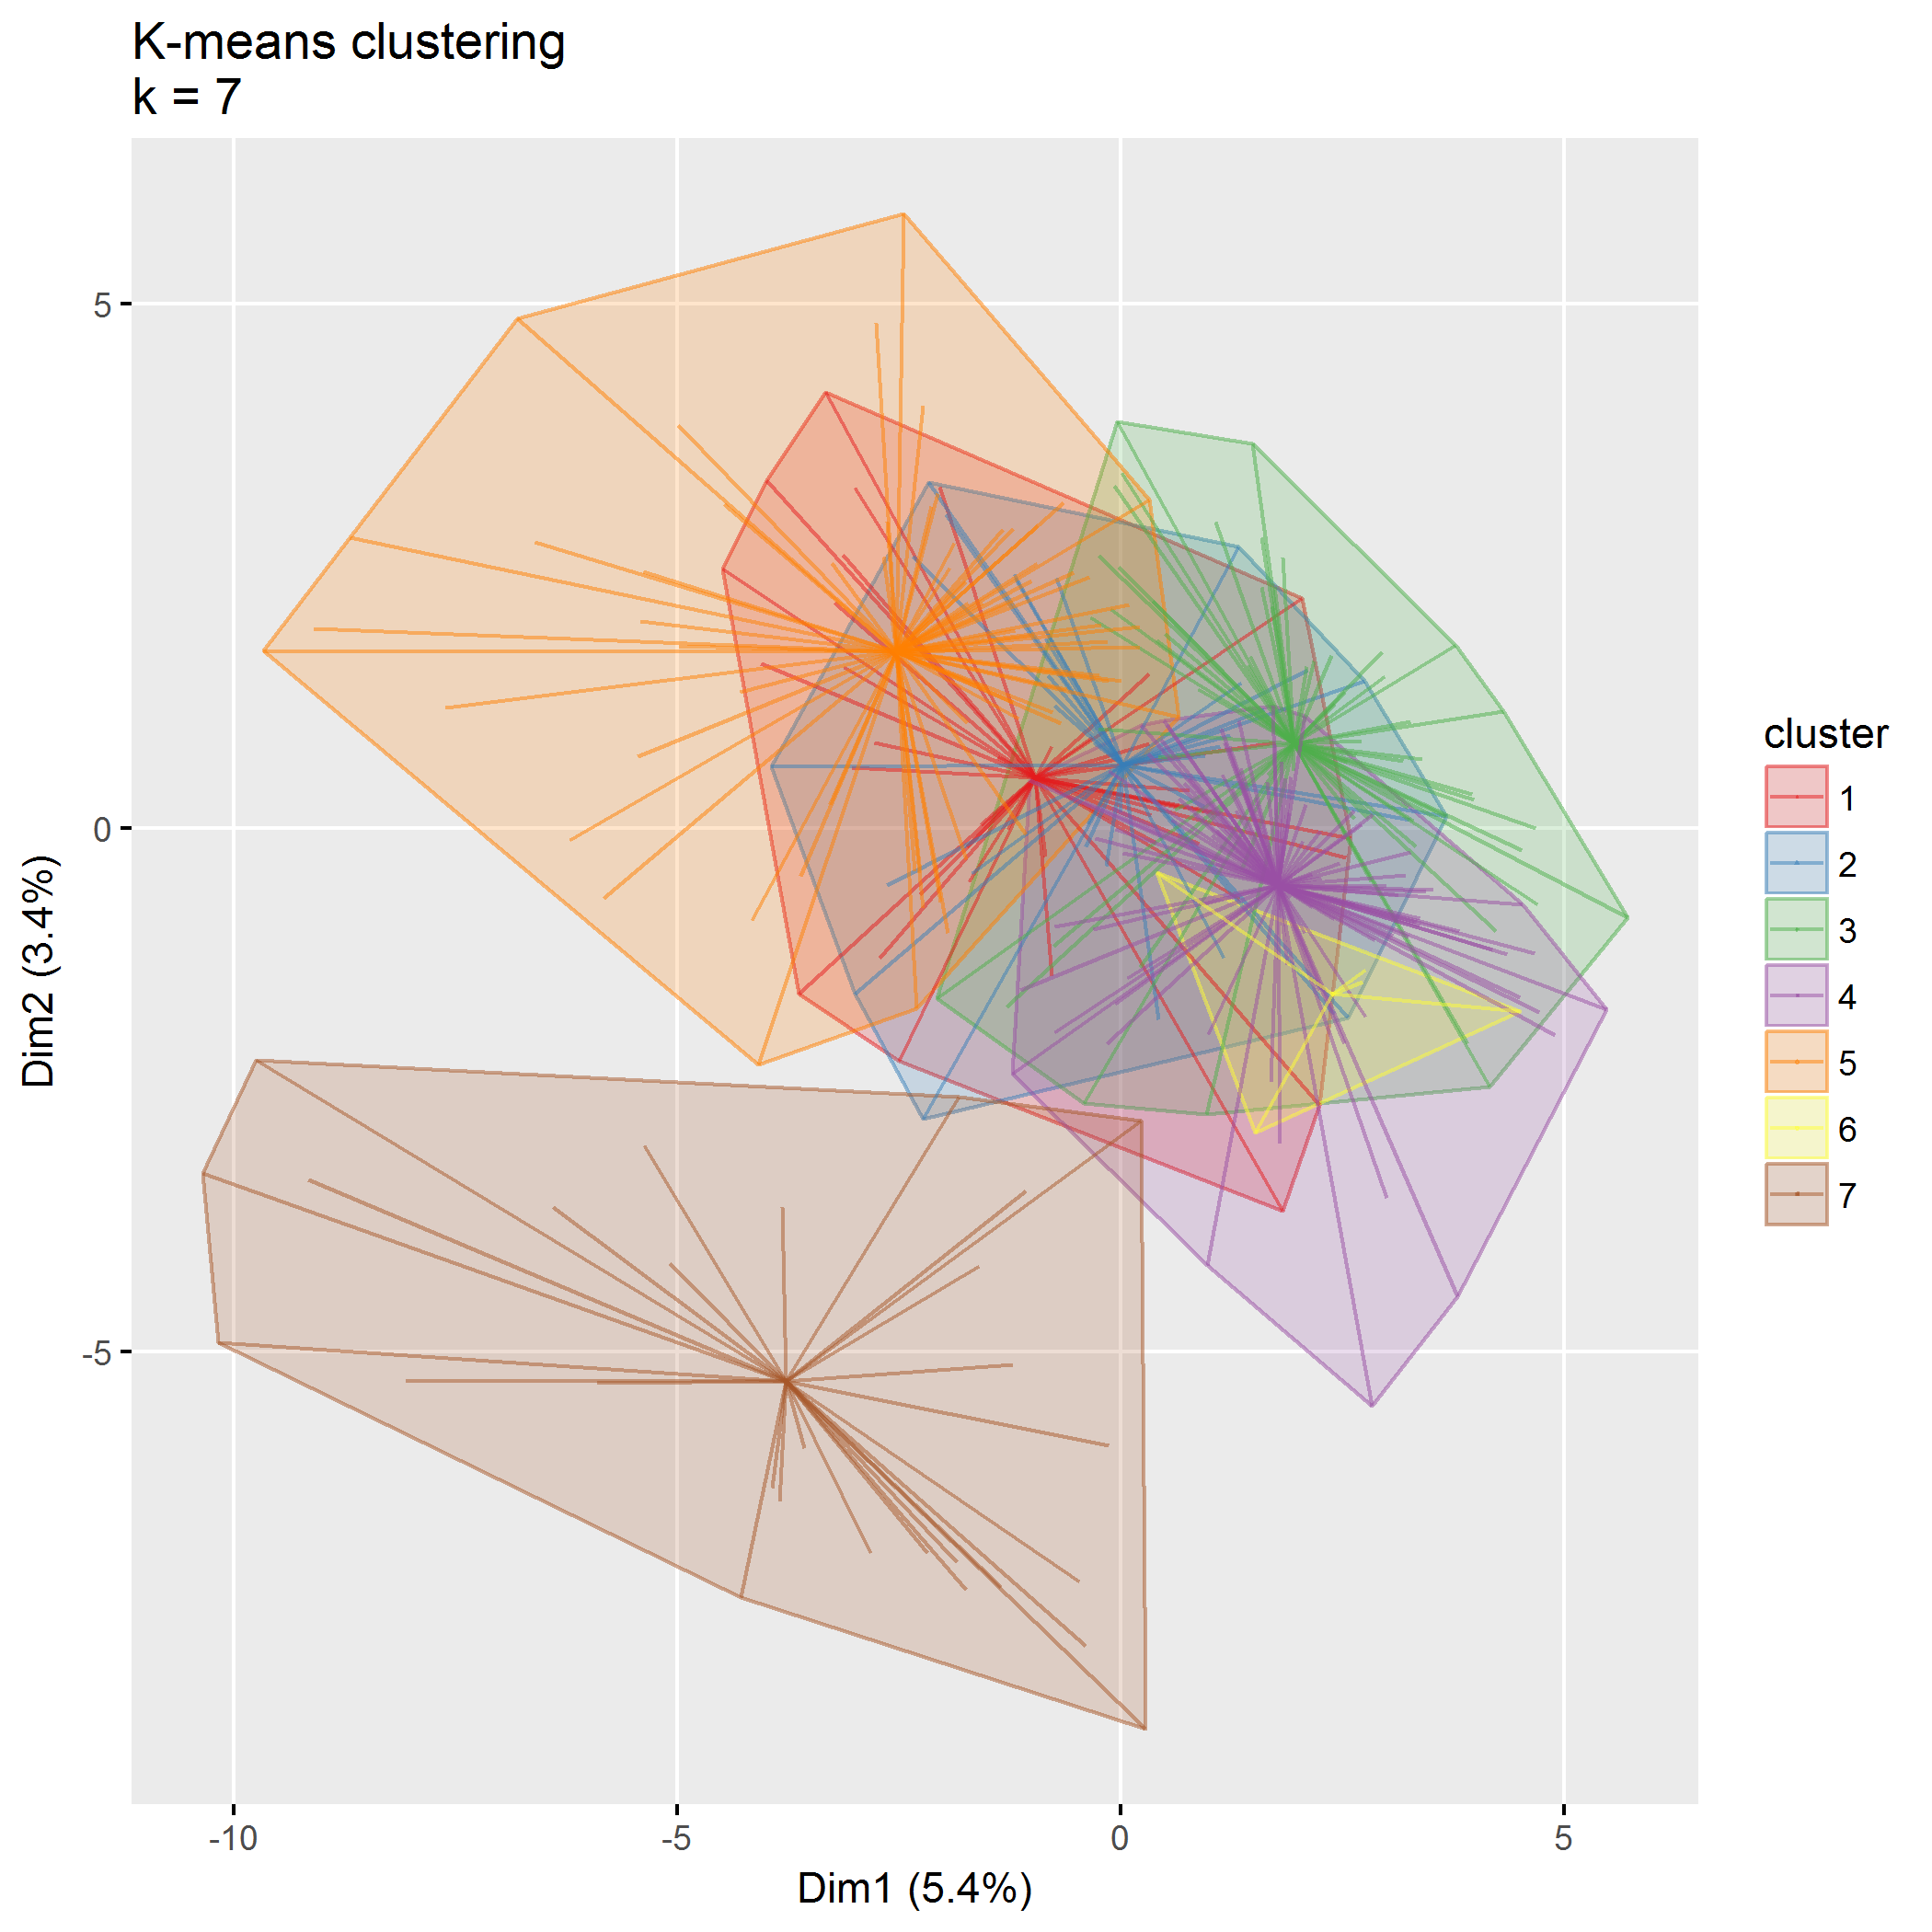 K-means clustering
k = 7
5
0
-5
-10
-5
0
5
Dim2 (3.4%)
Dim1 (5.4%)
cluster
1
2
3
4
5
6
7